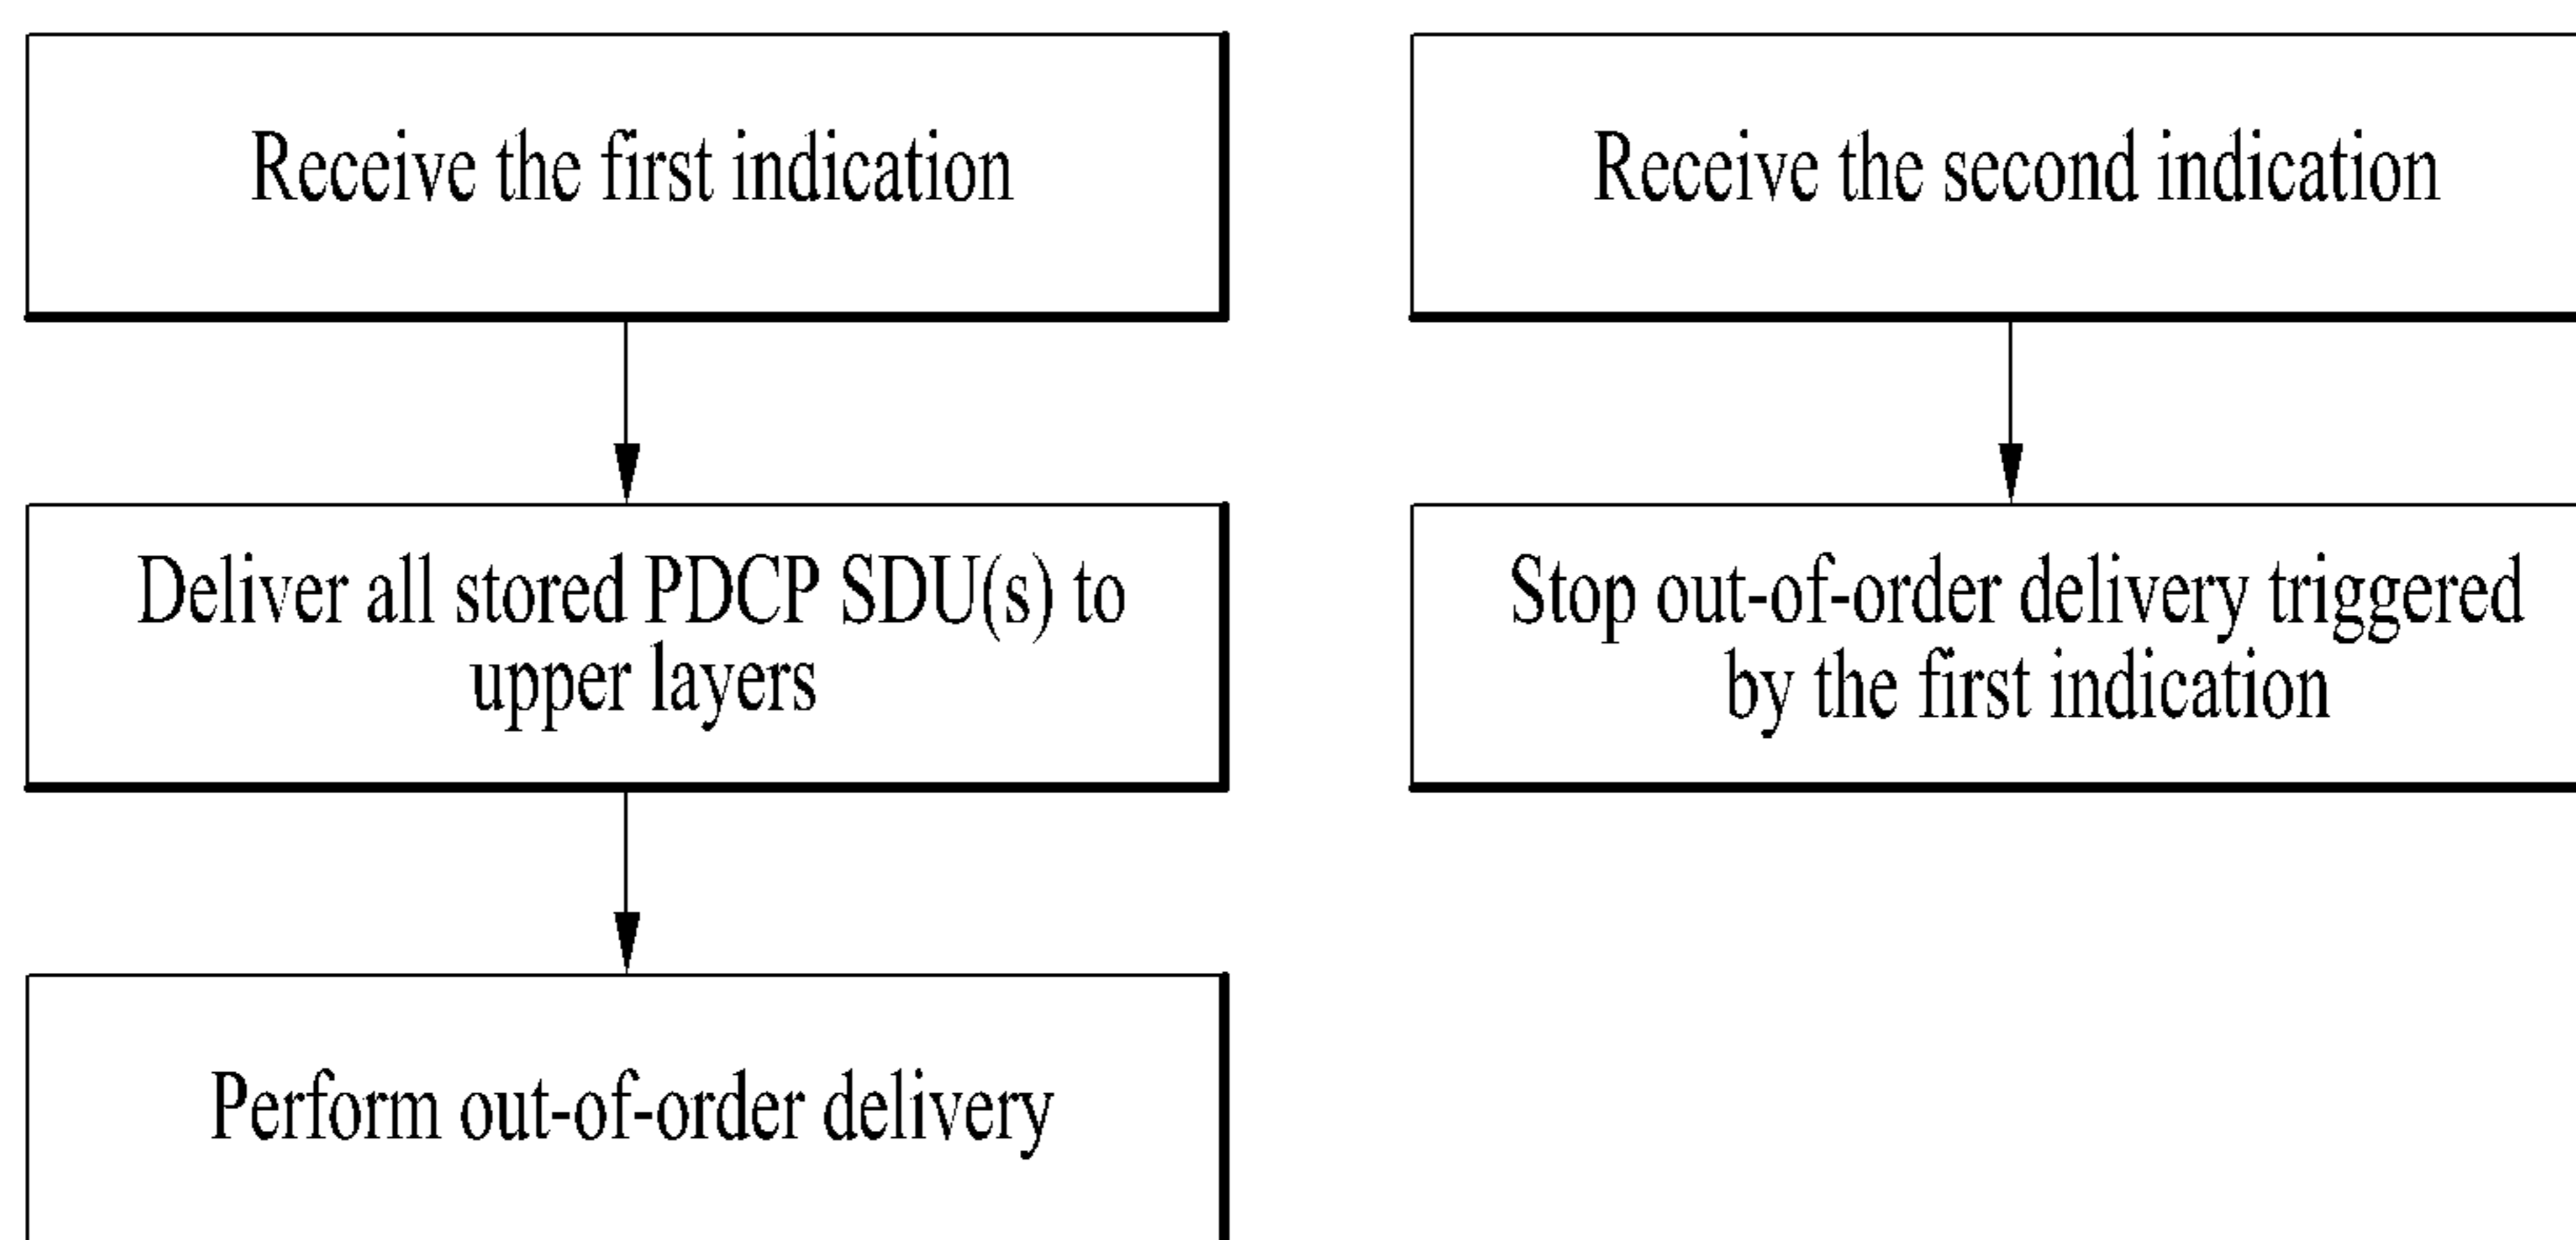 Receive the first indication
Deliver all stored PDCP SDU(s) to
upper layers
Perform out-of-order delivery
Receive the second indication
Stop out-of-order delivery triggered
by the first indication